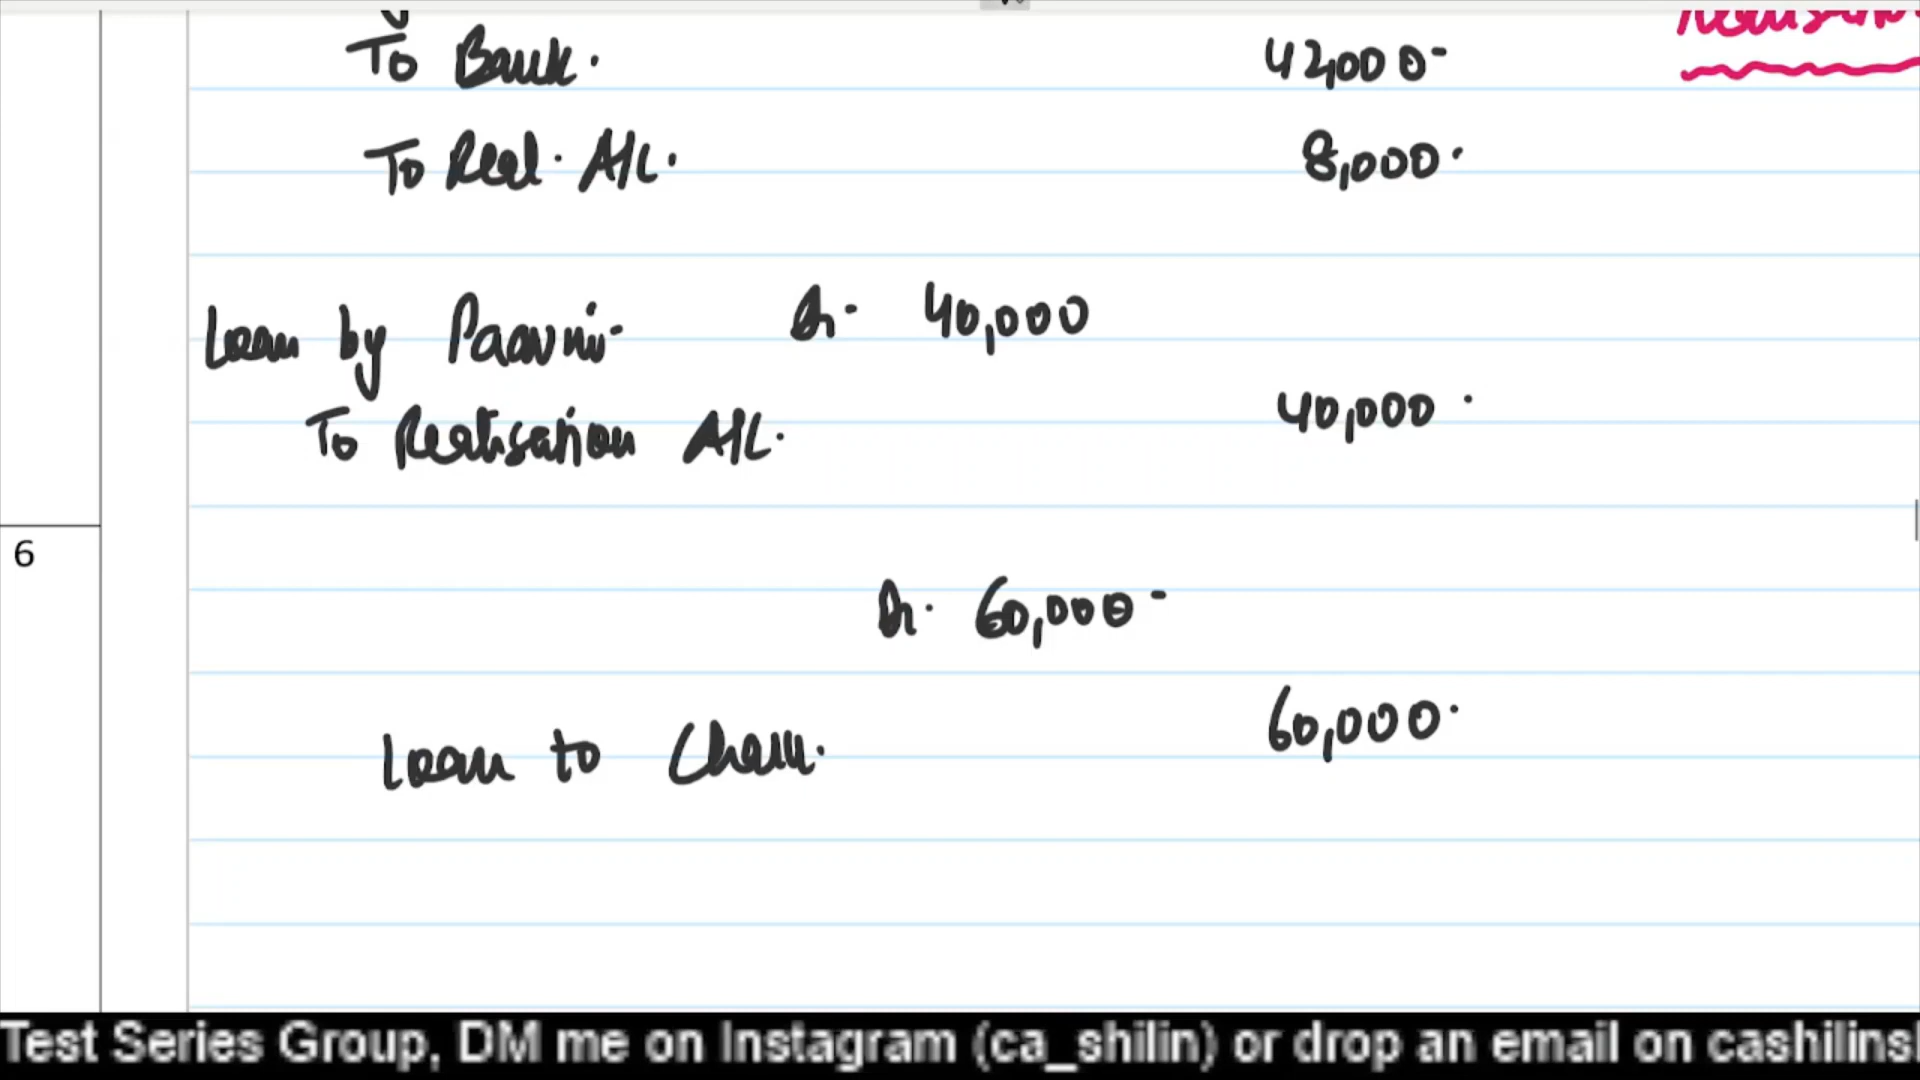 To Bank. 42,000-
To Real. A/c. 8,000.
Loan by Paavni- Dr. 40,000
To Realisation A/c. 40,000.
6
Dr. 60,000-
Loan to Charu. 60,000.
Test Series Group, DM me on Instagram (ca_shilin) or drop an email on cashilins